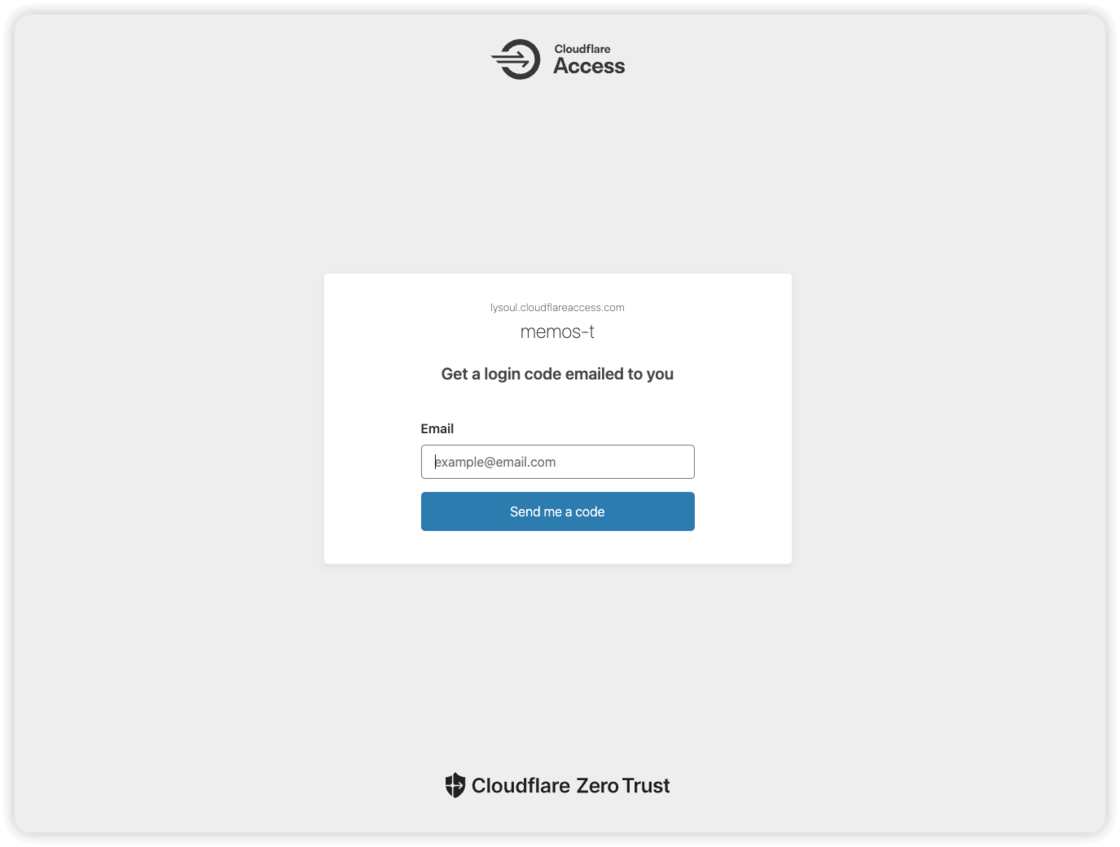 Cloudflare
Access
lysoul.cloudflareaccess.com
memos-t
Get a login code emailed to you
Email
example@email.com
Send me a code
Cloudflare Zero Trust